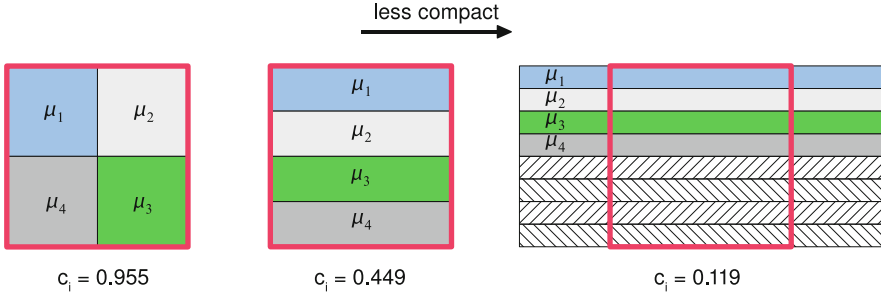 less compact
μ₁ μ₂
μ₄ μ₃
cᵢ = 0.955
μ₁
μ₂
μ₃
μ₄
cᵢ = 0.449
μ₁
μ₂
μ₃
μ₄
cᵢ = 0.119